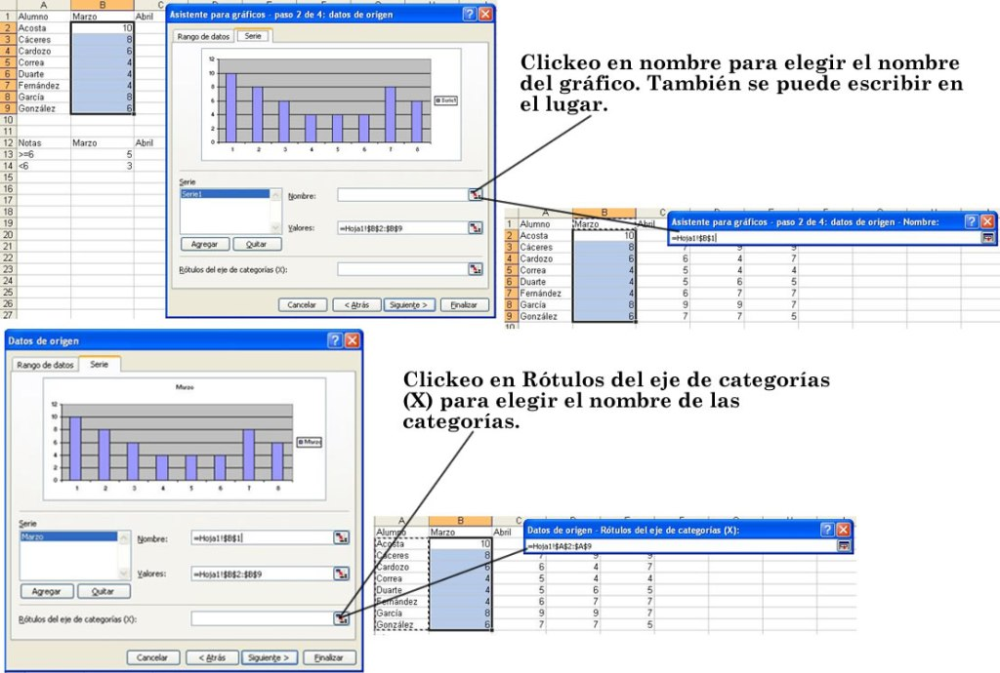 A B C
1 Alumno Marzo Abril
2 Acosta 10
3 Cáceres 8
4 Cardozo 6
5 Correa 4
6 Duarte 4
7 Fernández 4
8 García 8
9 González 6
10
11
12 Notas Marzo Abril
13 >=6 5
14 <6 3
15
16
17
18
19
20
21
22
23
24
25
26
27
Asistente para gráficos - paso 2 de 4: datos de origen
Rango de datos Serie
12
10
8
6
4
2
0
1 2 3 4 5 6 7 8
Serie1
Serie
Serie1
Nombre:
Valores: =Hoja1!$B$2:$B$9
Agregar Quitar
Rótulos del eje de categorías (X):
Cancelar < Atrás Siguiente > Finalizar
Clickeo en nombre para elegir el nombre
del gráfico. También se puede escribir en
el lugar.
A B C
1 Alumno Marzo Abril
2 Acosta 10
3 Cáceres 8 7 9 9
4 Cardozo 6 6 4 7
5 Correa 4 5 4 4
6 Duarte 4 5 6 5
7 Fernández 4 6 7 7
8 García 8 9 9 7
9 González 6 7 7 5
10
Asistente para gráficos - paso 2 de 4: datos de origen - Nombre:
=Hoja1!$B$1
Datos de origen
Rango de datos Serie
Marzo
12
10
8
6
4
2
0
1 2 3 4 5 6 7 8
Marzo
Serie
Marzo
Nombre: =Hoja1!$B$1
Valores: =Hoja1!$B$2:$B$9
Agregar Quitar
Rótulos del eje de categorías (X):
Cancelar < Atrás Siguiente > Finalizar
Clickeo en Rótulos del eje de categorías
(X) para elegir el nombre de las
categorías.
A B C
Alumno Marzo Abril
Acosta 10
Cáceres 8 7 9 9
Cardozo 6 6 4 7
Correa 4 5 4 4
Duarte 4 5 6 5
Fernández 4 6 7 7
García 8 9 9 7
González 6 7 7 5
Datos de origen - Rótulos del eje de categorías (X):
=Hoja1!$A$2:$A$9